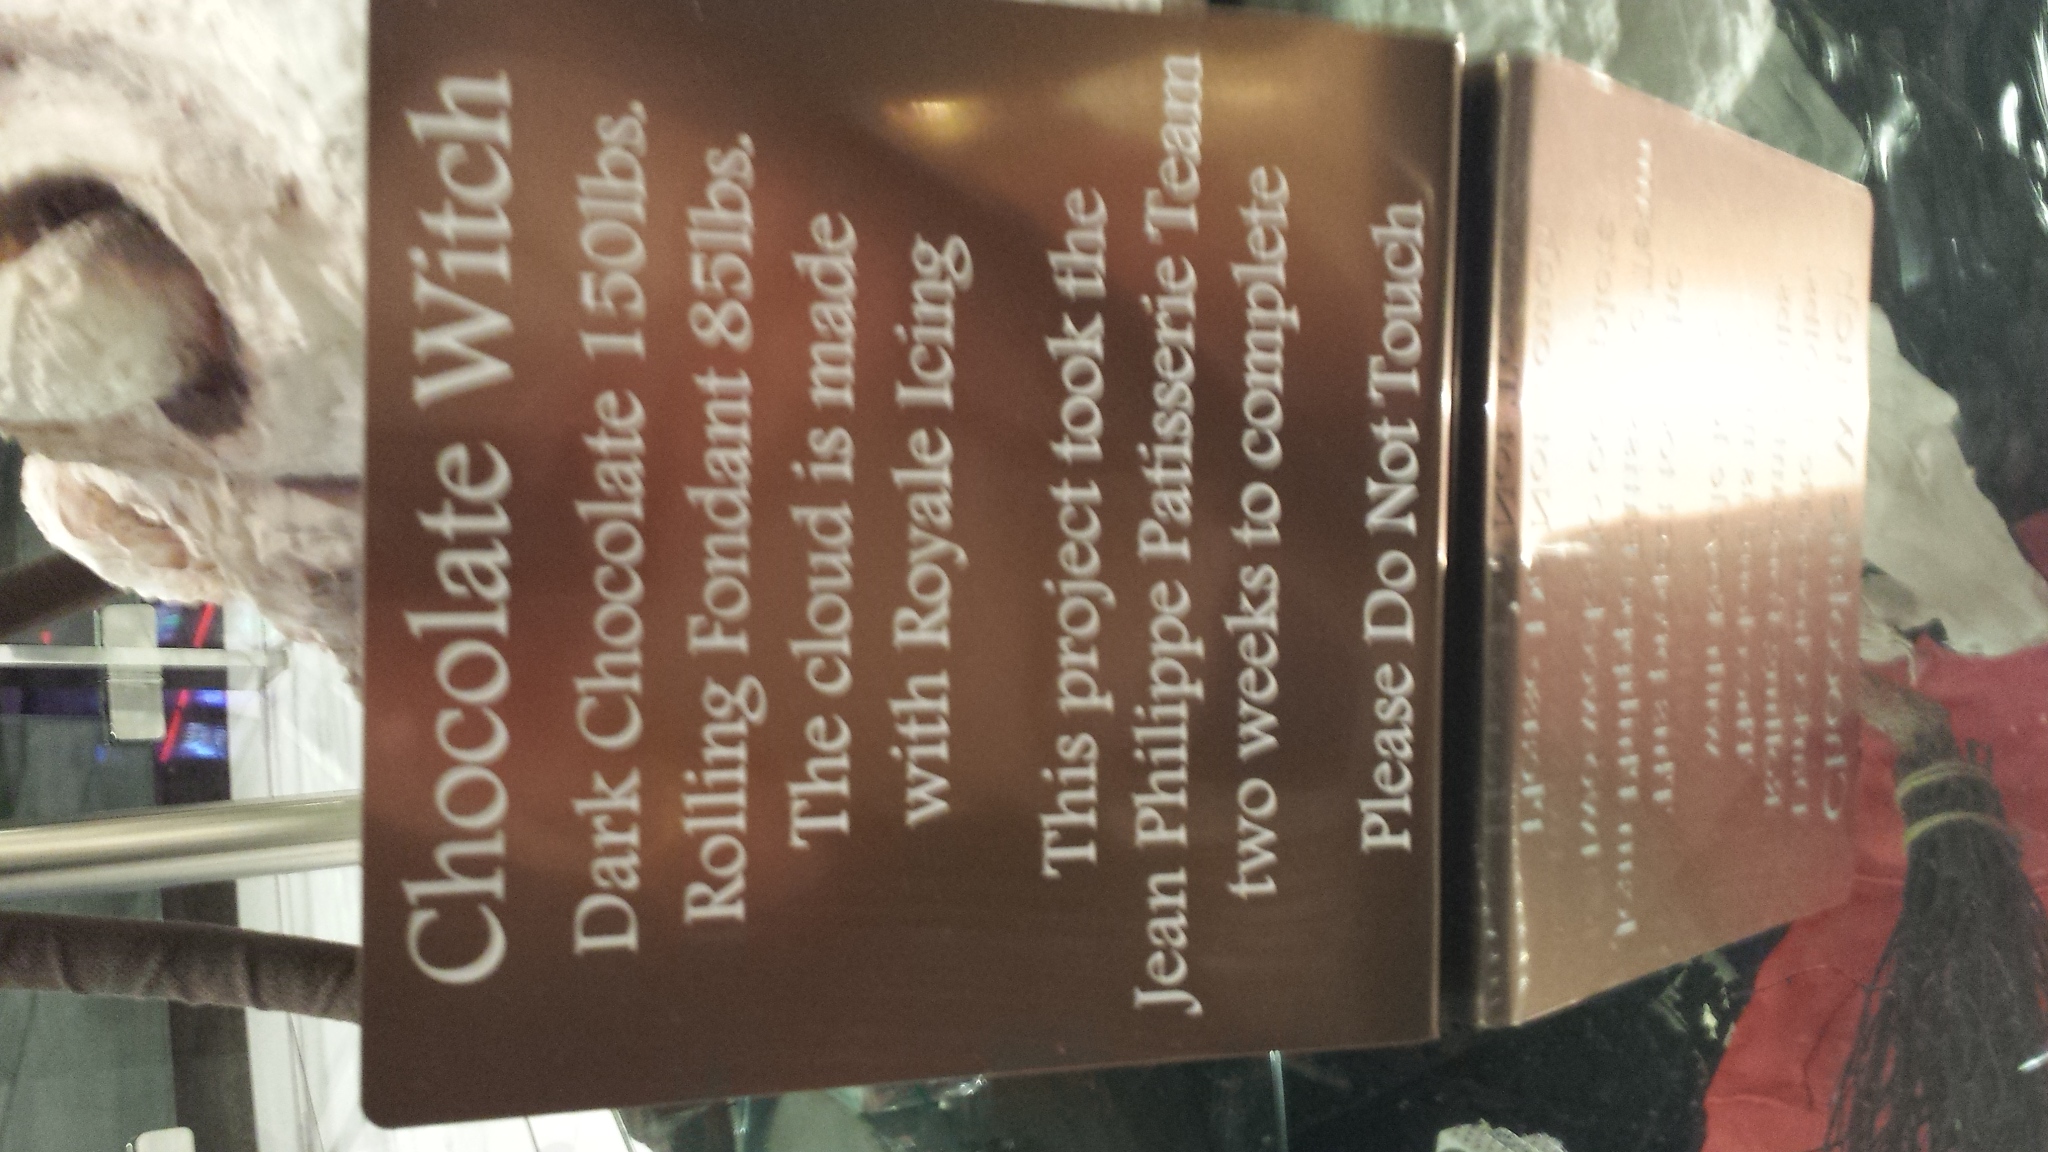 Chocolate Witch
Dark Chocolate 150lbs.
Rolling Fondant 85lbs.
The cloud is made
with Royale Icing
This project took the
Jean Philippe Patisserie Team
two weeks to complete
Please Do Not Touch